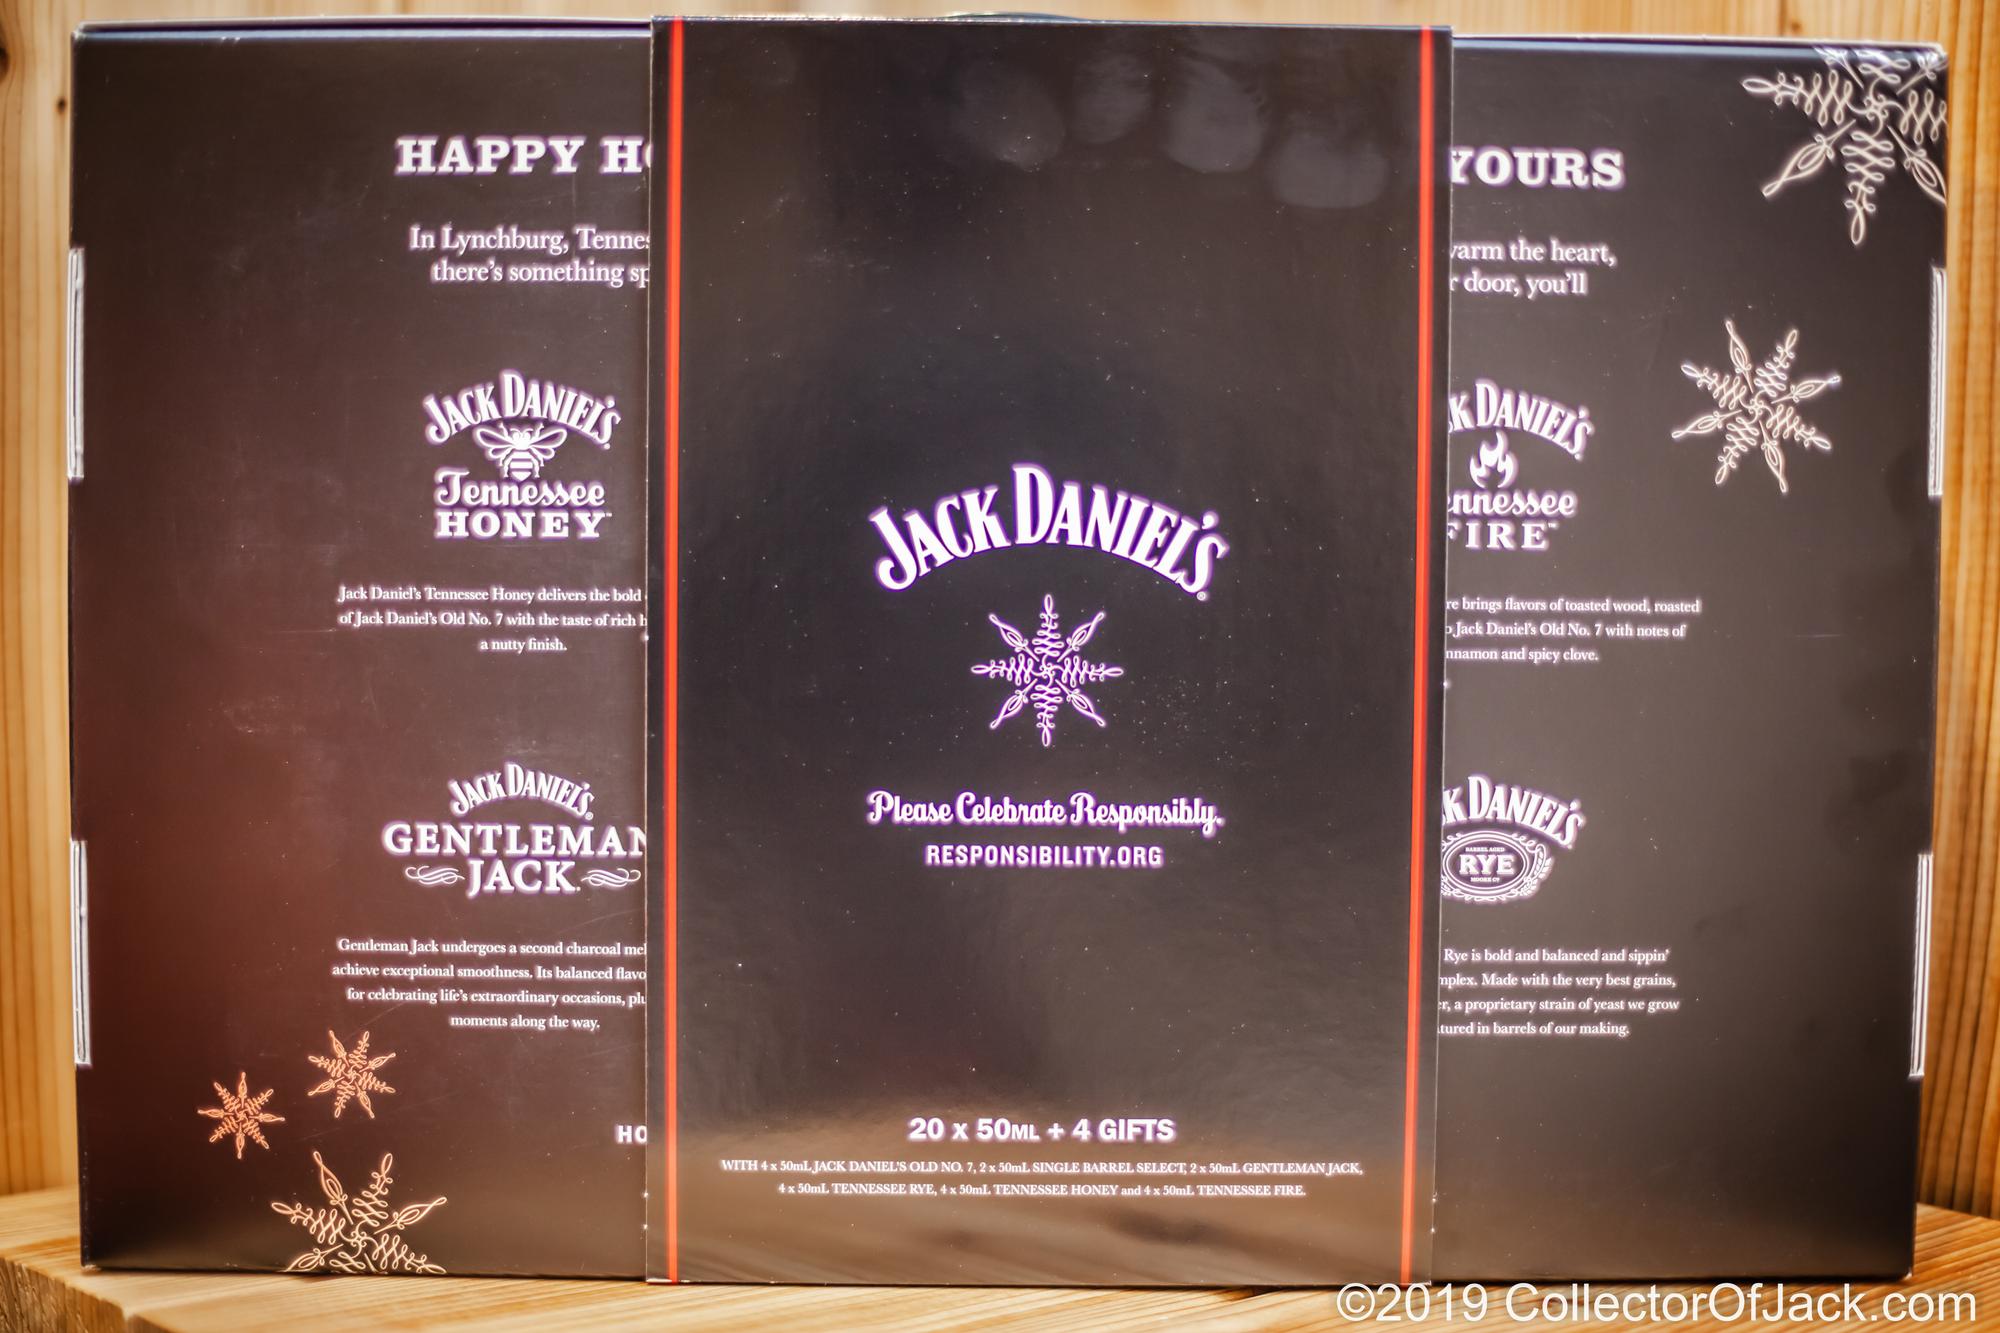 HAPPY H
In Lynchburg, Tennes
there's something sp
JACK DANIEL'S
Tennessee
HONEY™
Jack Daniel's Tennessee Honey delivers the bold
of Jack Daniel's Old No. 7 with the taste of rich h
a nutty finish.
JACK DANIEL'S
GENTLEMAN
JACK
Gentleman Jack undergoes a second charcoal mel
achieve exceptional smoothness. Its balanced flavo
for celebrating life's extraordinary occasions, plu
moments along the way.
HO
JACK DANIEL'S®
Please Celebrate Responsibly.
RESPONSIBILITY.ORG
20 x 50ML + 4 GIFTS
WITH 4 x 50mL JACK DANIEL'S OLD NO. 7, 2 x 50mL SINGLE BARREL SELECT, 2 x 50mL GENTLEMAN JACK,
4 x 50mL TENNESSEE RYE, 4 x 50mL TENNESSEE HONEY and 4 x 50mL TENNESSEE FIRE.
YOURS
warm the heart,
r door, you'll
K DANIEL'S
ennessee
FIRE™
re brings flavors of toasted wood, roasted
o Jack Daniel's Old No. 7 with notes of
nnamon and spicy clove.
K DANIEL'S
BARREL AGED
RYE
MOORE CY
Rye is bold and balanced and sippin'
mplex. Made with the very best grains,
er, a proprietary strain of yeast we grow
tured in barrels of our making.
©2019 CollectorOfJack.com